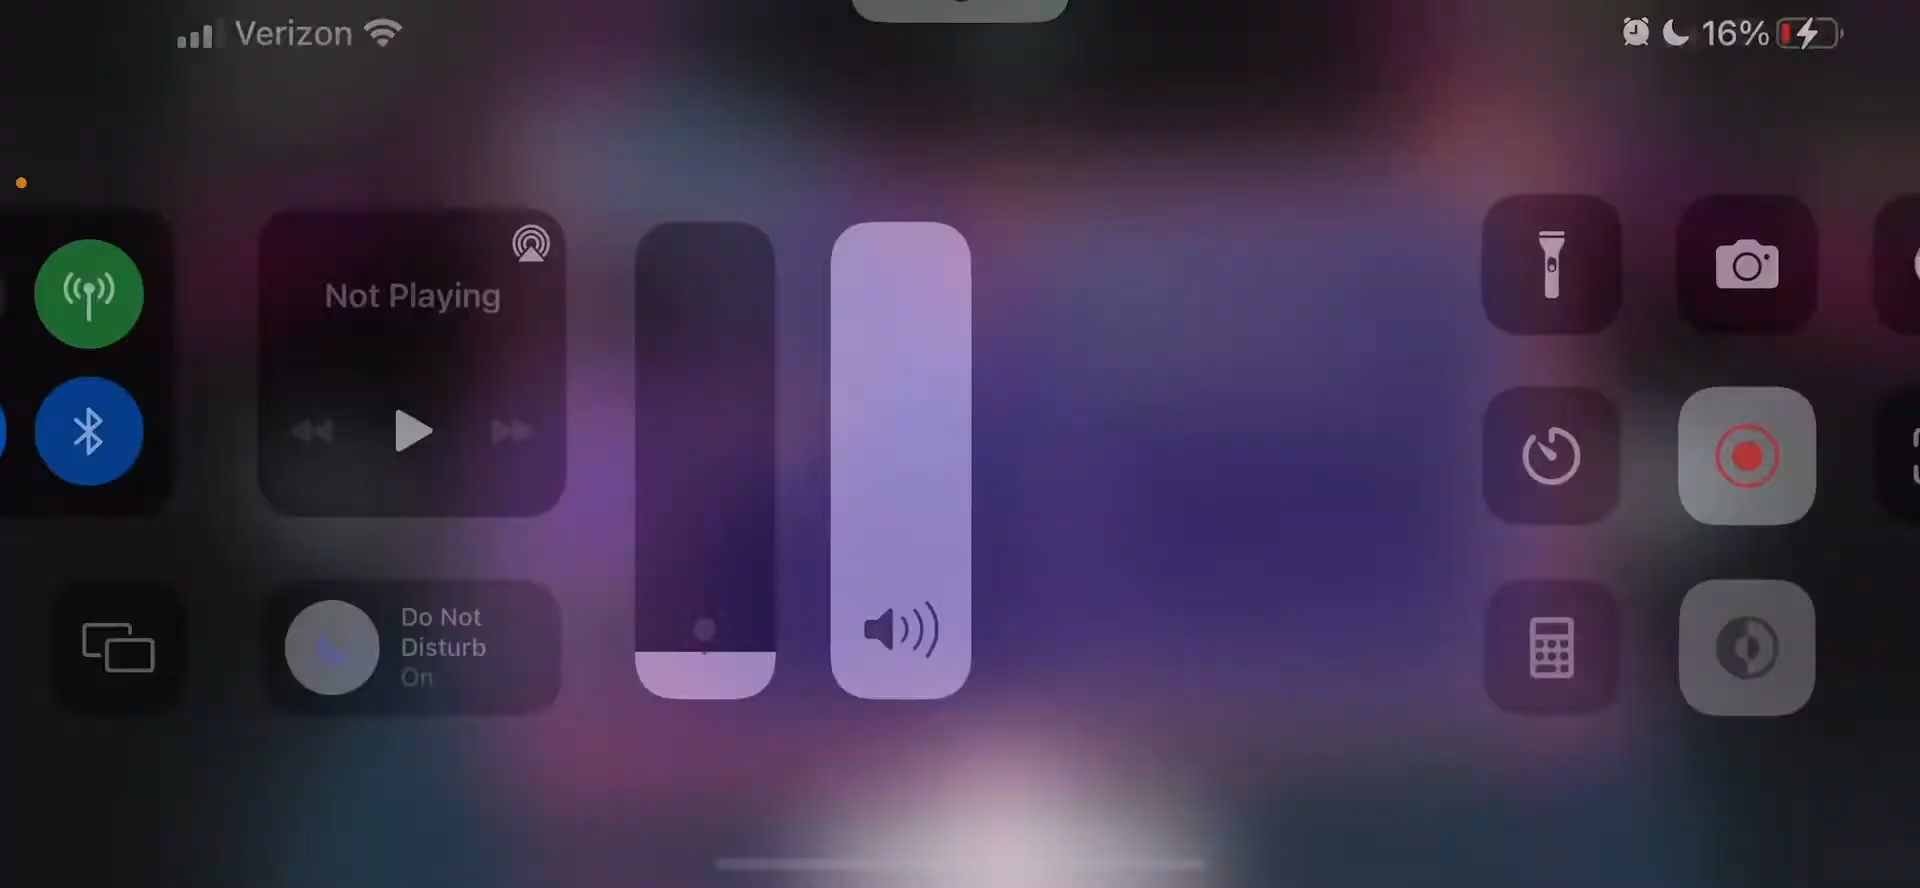 Verizon
16%
Not Playing
Do Not
Disturb
On